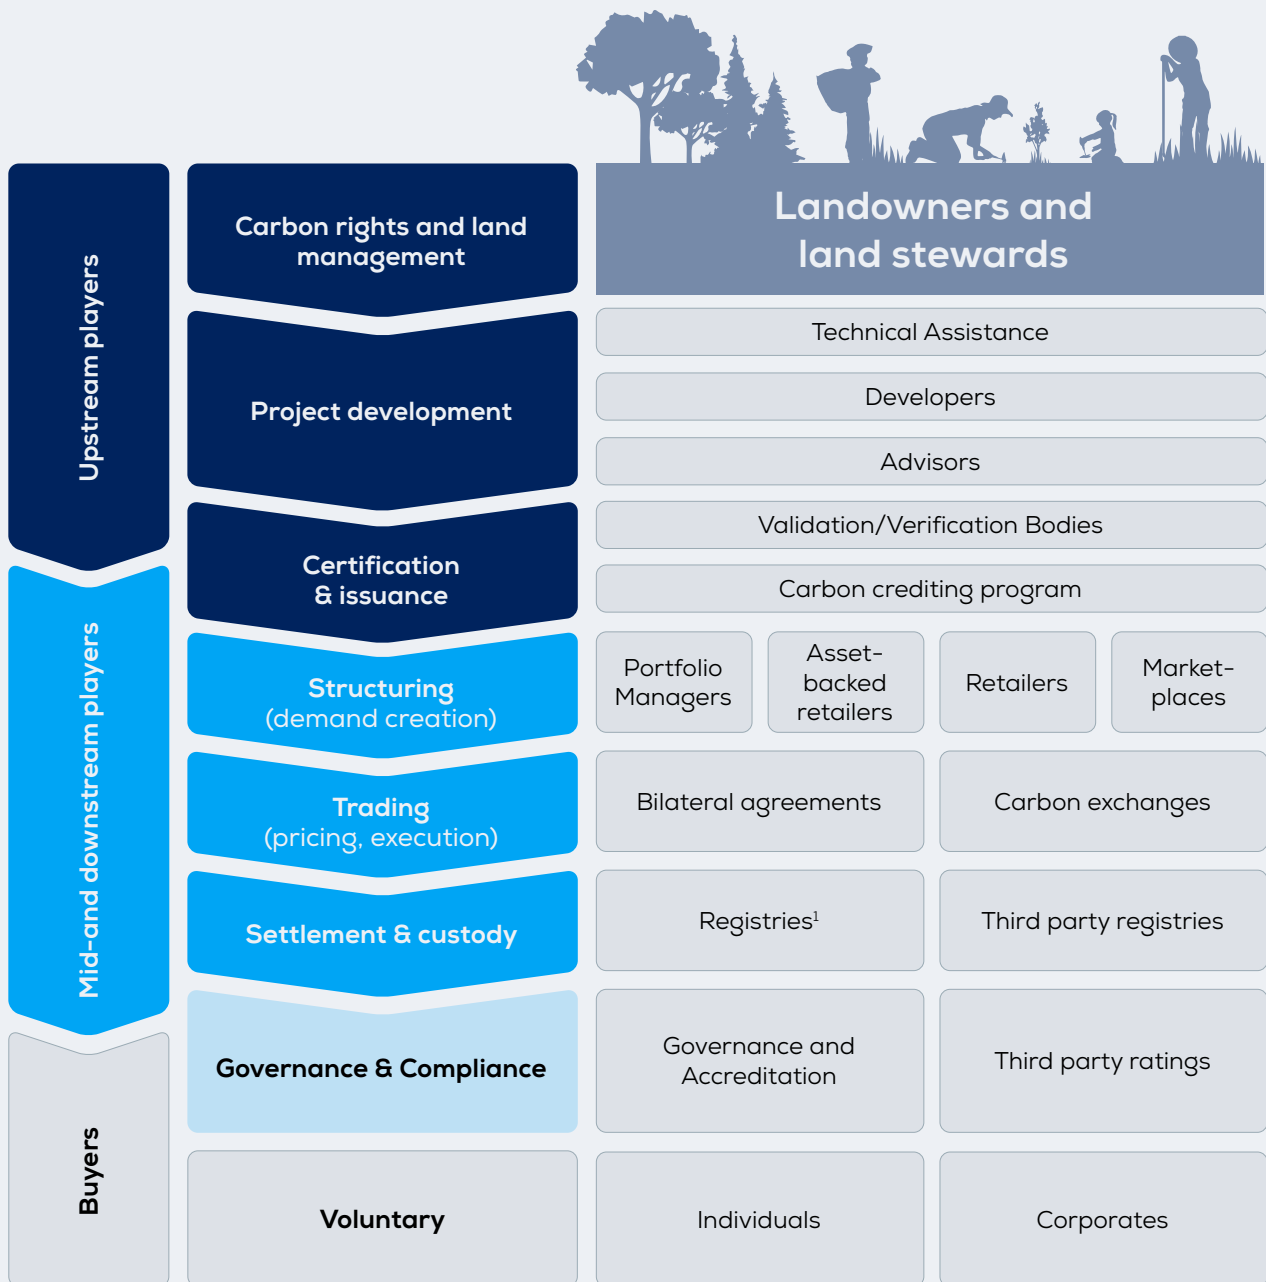 Upstream players
Carbon rights and land
management
Landowners and
land stewards
Project development
Technical Assistance
Developers
Advisors
Certification
& issuance
Validation/Verification Bodies
Carbon crediting program
Mid-and downstream players
Structuring
(demand creation)
Portfolio
Managers
Asset-
backed
retailers
Retailers
Market-
places
Trading
(pricing, execution)
Bilateral agreements
Carbon exchanges
Settlement & custody
Registries¹
Third party registries
Buyers
Governance & Compliance
Governance and
Accreditation
Third party ratings
Voluntary
Individuals
Corporates